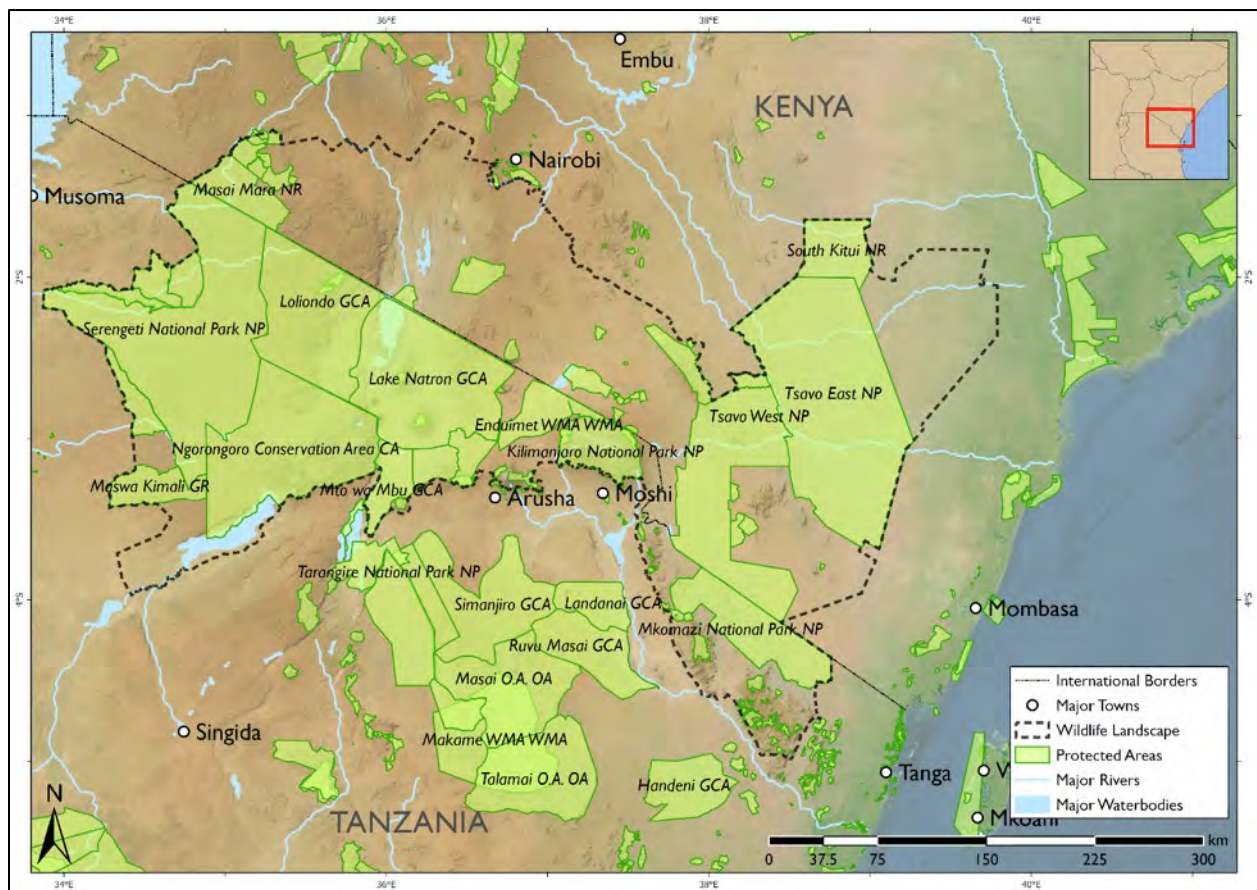 34°E
36°E
38°E
40°E
Embu
KENYA
Nairobi
Musoma
Masai Mara NR
South Kitui NR
2°S
2°S
Loliondo GCA
Serengeti National Park NP
Lake Natron GCA
Tsavo East NP
Tsavo West NP
Enduimet WMA WMA
Ngorongoro Conservation Area CA
Kilimanjaro National Park NP
Maswa Kimali GR
Mto wa Mbu GCA
Arusha
Moshi
Tarangire National Park NP
Simanjiro GCA
Landanai GCA
4°S
4°S
Mombasa
Mkomazi National Park NP
Ruvu Masai GCA
Masai O.A. OA
Singida
Makame WMA WMA
Talamai O.A. OA
Handeni GCA
Tanga
V
Mkoani
TANZANIA
International Borders
Major Towns
Wildlife Landscape
Protected Areas
Major Rivers
Major Waterbodies
N
km
0 37.5 75 150 225 300
34°E
36°E
38°E
40°E